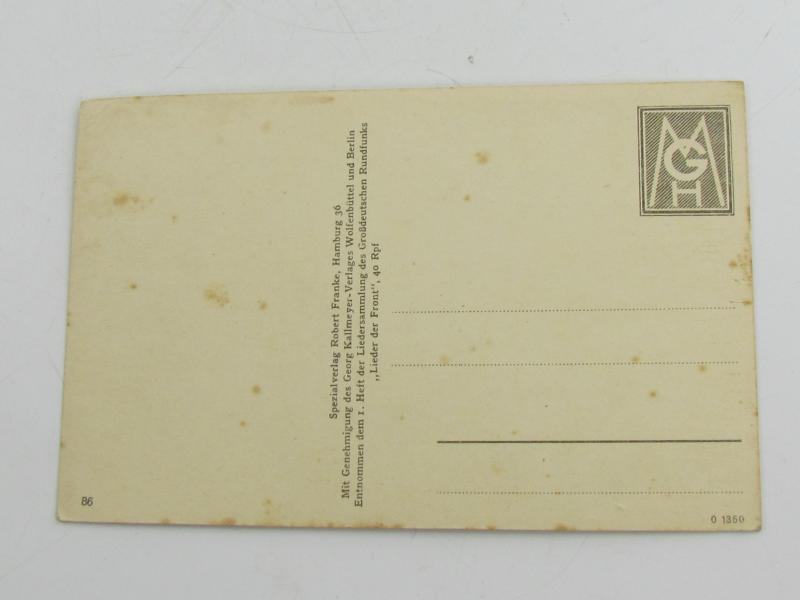 Spezialverlag Robert Franke, Hamburg 36
Mit Genehmigung des Georg Kallmeyer-Verlages Wolfenbüttel und Berlin
Entnommen dem 1. Heft der Liedersammlung des Großdeutschen Rundfunks
„Lieder der Front“, 40 Rpf
MGH
86
0 1350